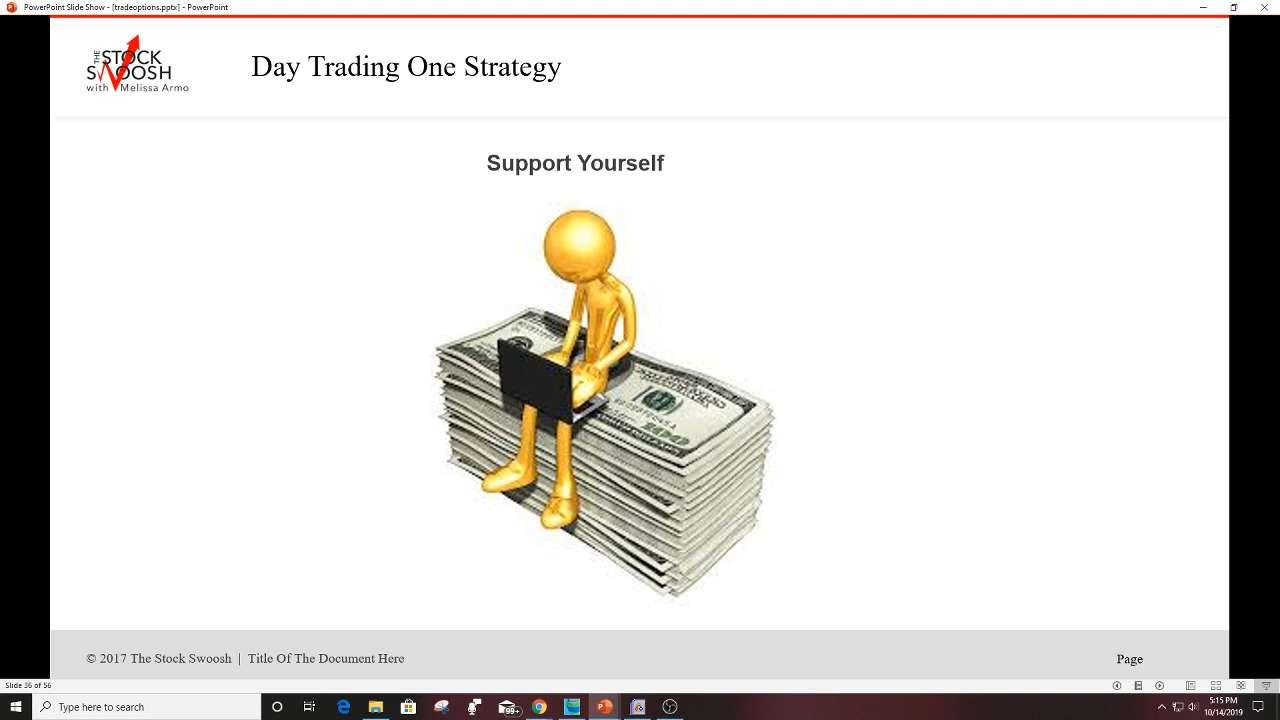 PowerPoint Slide Show - [tradeoptions.pptx] - PowerPoint
THE STOCK
SWOOSH
with Melissa Armo
Day Trading One Strategy
Support Yourself
100
© 2017 The Stock Swoosh | Title Of The Document Here
Page
Slide 36 of 56
Type here to search
99+
5:15 PM
10/14/2019